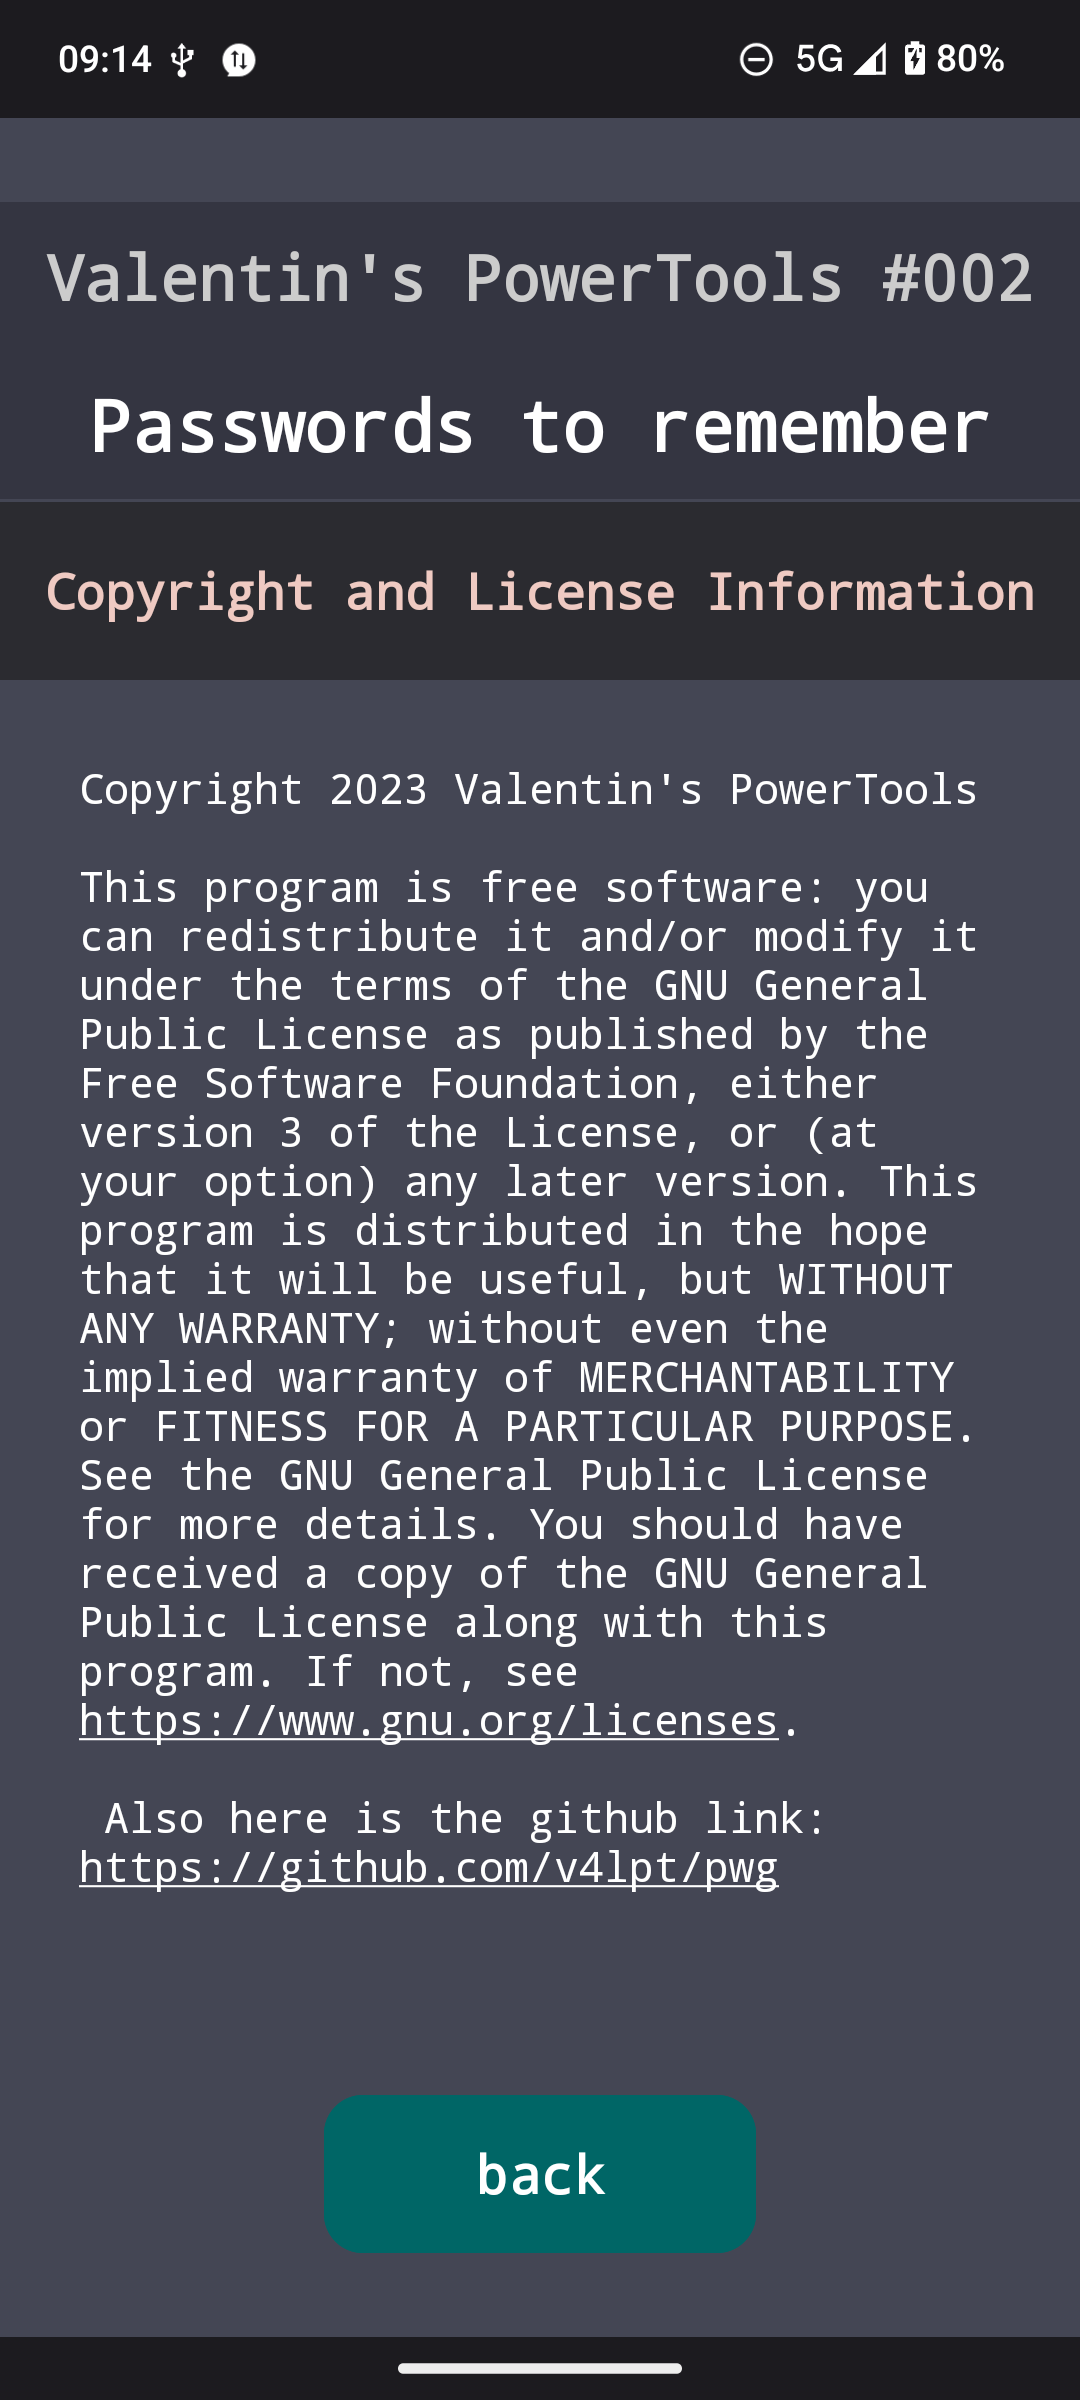 09:14
5G 80%
Valentin's PowerTools #002
Passwords to remember
Copyright and License Information
Copyright 2023 Valentin's PowerTools
This program is free software: you
can redistribute it and/or modify it
under the terms of the GNU General
Public License as published by the
Free Software Foundation, either
version 3 of the License, or (at
your option) any later version. This
program is distributed in the hope
that it will be useful, but WITHOUT
ANY WARRANTY; without even the
implied warranty of MERCHANTABILITY
or FITNESS FOR A PARTICULAR PURPOSE.
See the GNU General Public License
for more details. You should have
received a copy of the GNU General
Public License along with this
program. If not, see
https://www.gnu.org/licenses.
Also here is the github link:
https://github.com/v4lpt/pwg
back